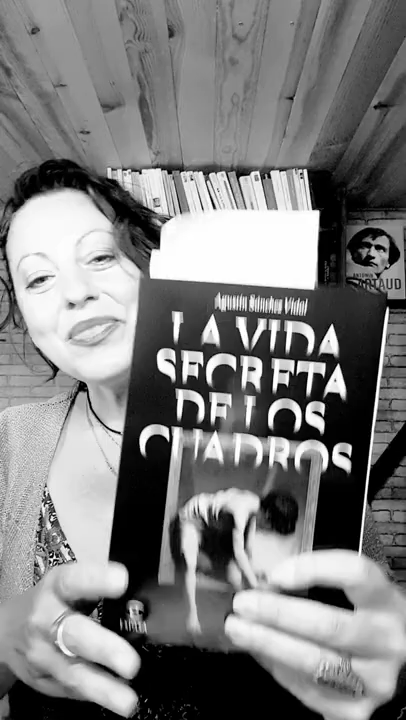 Agustín Sánchez Vidal
LA VIDA
SECRETA
DE LOS
CUADROS
ANTONIN
ARTAUD